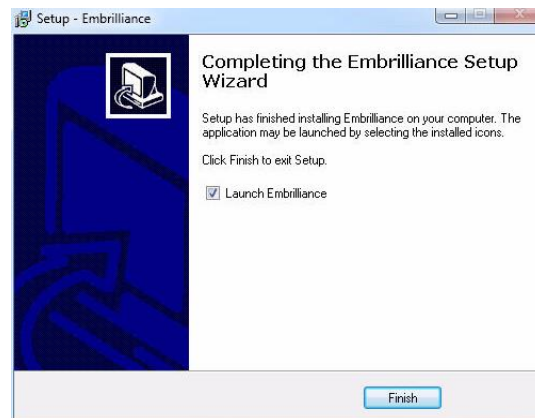 Setup - Embrilliance
Completing the Embrilliance Setup
Wizard
Setup has finished installing Embrilliance on your computer. The
application may be launched by selecting the installed icons.
Click Finish to exit Setup.
Launch Embrilliance
Finish